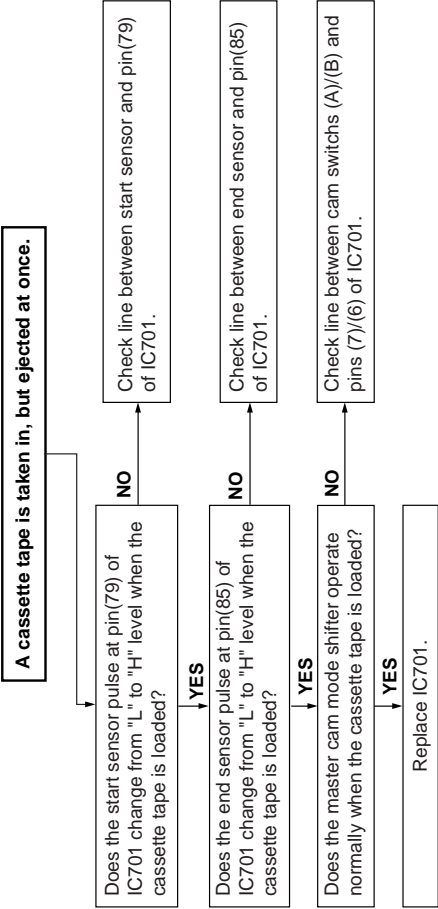 A cassette tape is taken in, but ejected at once.
Does the start sensor pulse at pin(79) of
IC701 change from "L" to "H" level when the
cassette tape is loaded?
NO
Check line between start sensor and pin(79)
of IC701.
YES
Does the end sensor pulse at pin(85) of
IC701 change from "L" to "H" level when the
cassette tape is loaded?
NO
Check line between end sensor and pin(85)
of IC701.
YES
Does the master cam mode shifter operate
normally when the cassette tape is loaded?
NO
Check line between cam switchs (A)/(B) and
pins (7)/(6) of IC701.
YES
Replace IC701.